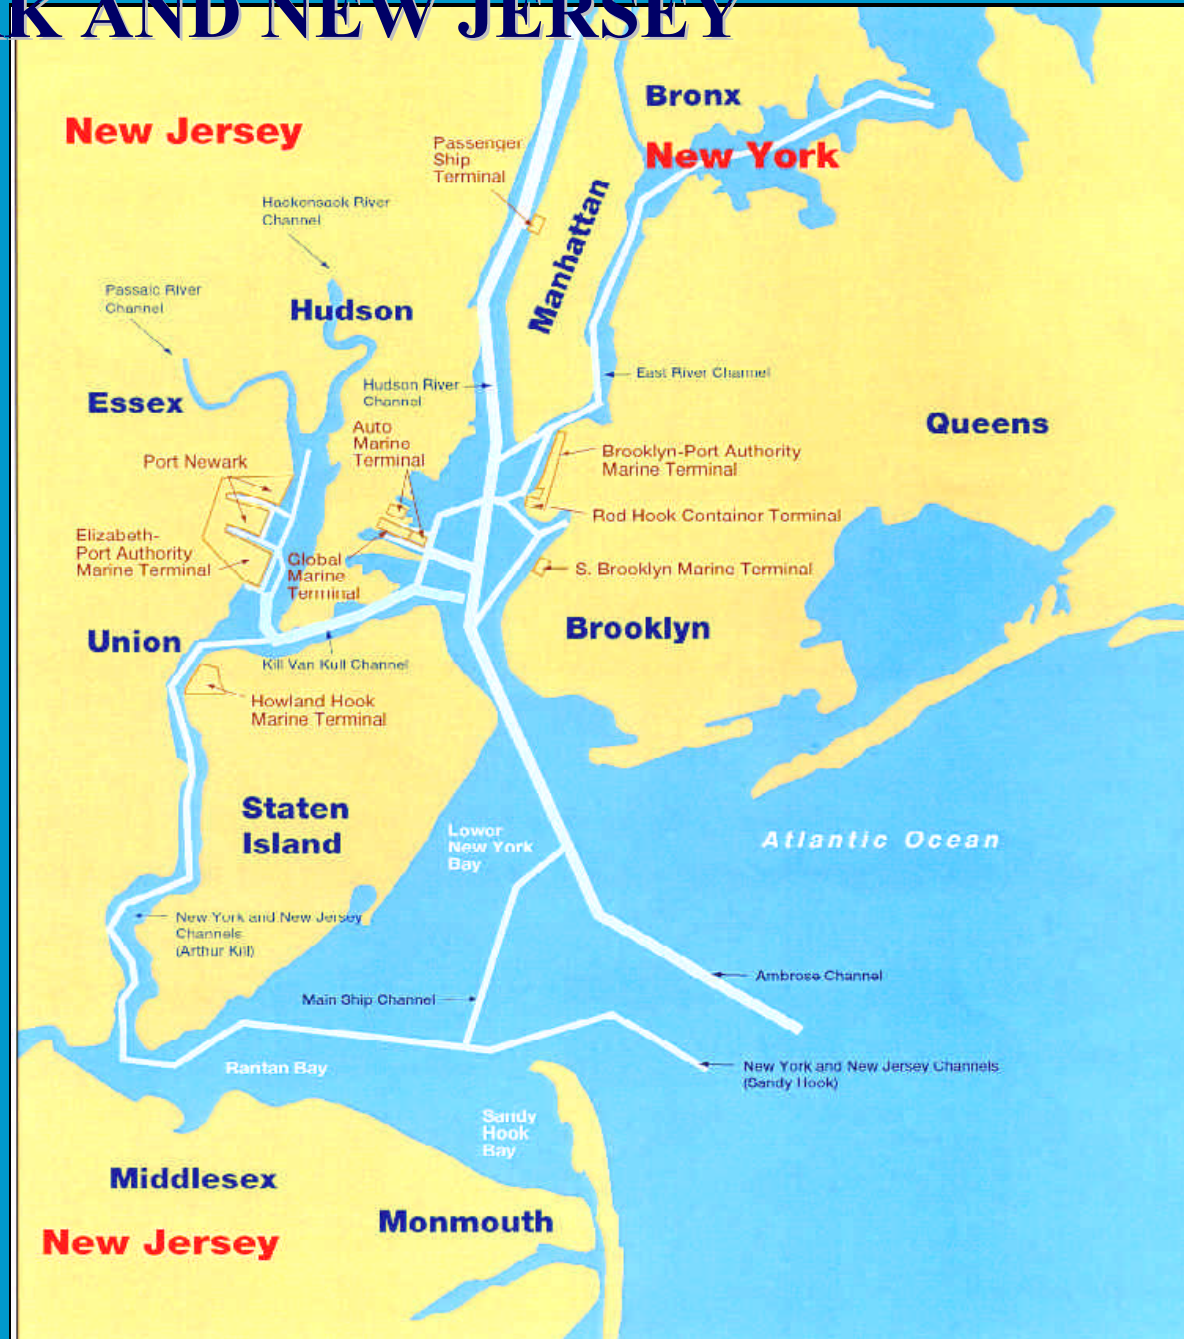 K AND NEW JERSEY
Bronx
New Jersey
New York
Passenger
Ship
Terminal
Manhattan
Hackensack River
Channel
Passaic River
Channel
Hudson
East River Channel
Hudson River
Channel
Essex
Queens
Auto
Marine
Terminal
Brooklyn-Port Authority
Marine Terminal
Port Newark
Red Hook Container Terminal
Elizabeth-
Port Authority
Marine Terminal
Global
Marine
Terminal
S. Brooklyn Marine Terminal
Brooklyn
Union
Kill Van Kull Channel
Howland Hook
Marine Terminal
Staten
Island
Lower
New York
Bay
Atlantic Ocean
New York and New Jersey
Channels
(Arthur Kill)
Ambrose Channel
Main Ship Channel
Raritan Bay
New York and New Jersey Channels
(Sandy Hook)
Sandy
Hook
Bay
Middlesex
Monmouth
New Jersey